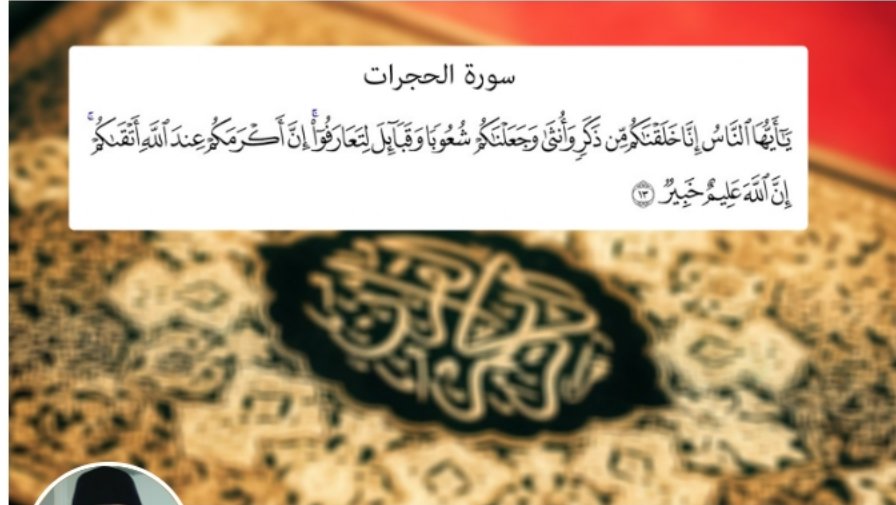 سورة الحجرات
يَٰٓأَيُّهَا ٱلنَّاسُ إِنَّا خَلَقْنَٰكُم مِّن ذَكَرٍ وَأُنثَىٰ وَجَعَلْنَٰكُمْ شُعُوبًا وَقَبَآئِلَ لِتَعَارَفُوٓا۟ ۚ إِنَّ أَكْرَمَكُمْ عِندَ ٱللَّهِ أَتْقَىٰكُمْ ۚ
إِنَّ ٱللَّهَ عَلِيمٌ خَبِيرٌ ١٣